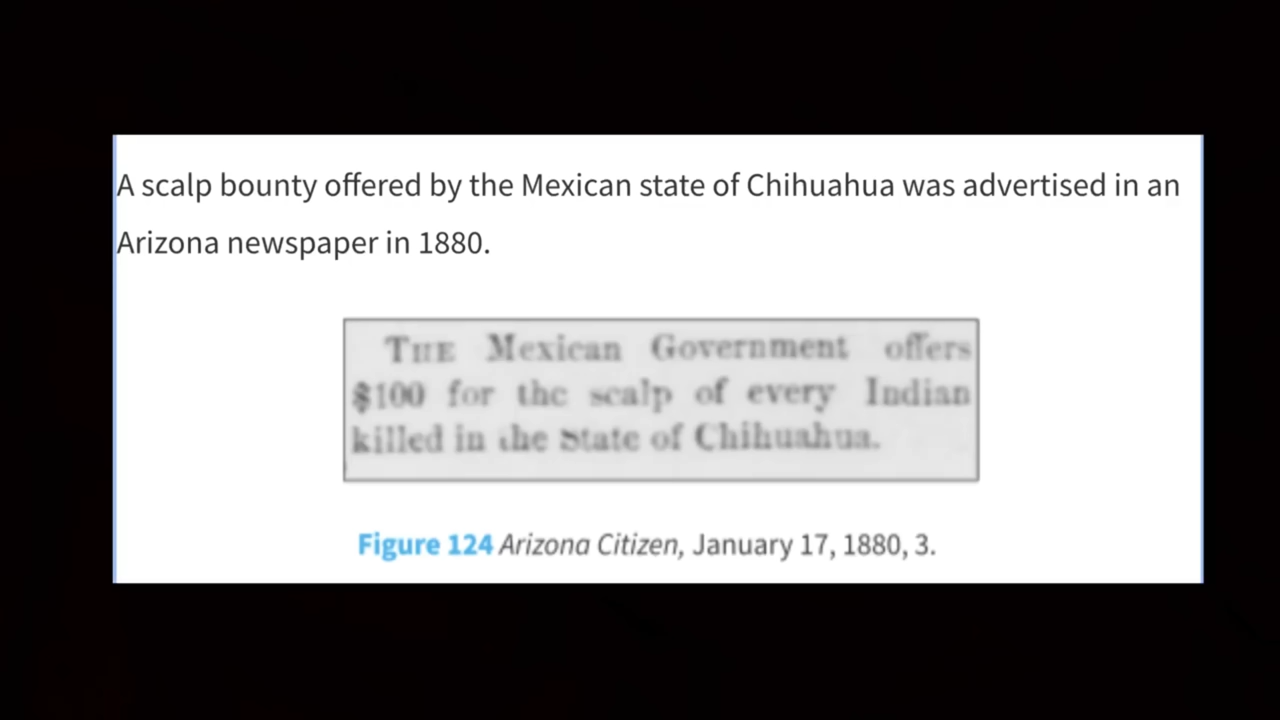 A scalp bounty offered by the Mexican state of Chihuahua was advertised in an
Arizona newspaper in 1880.
THE Mexican Government offers
$100 for the scalp of every Indian
killed in the State of Chihuahua.
Figure 124 Arizona Citizen, January 17, 1880, 3.